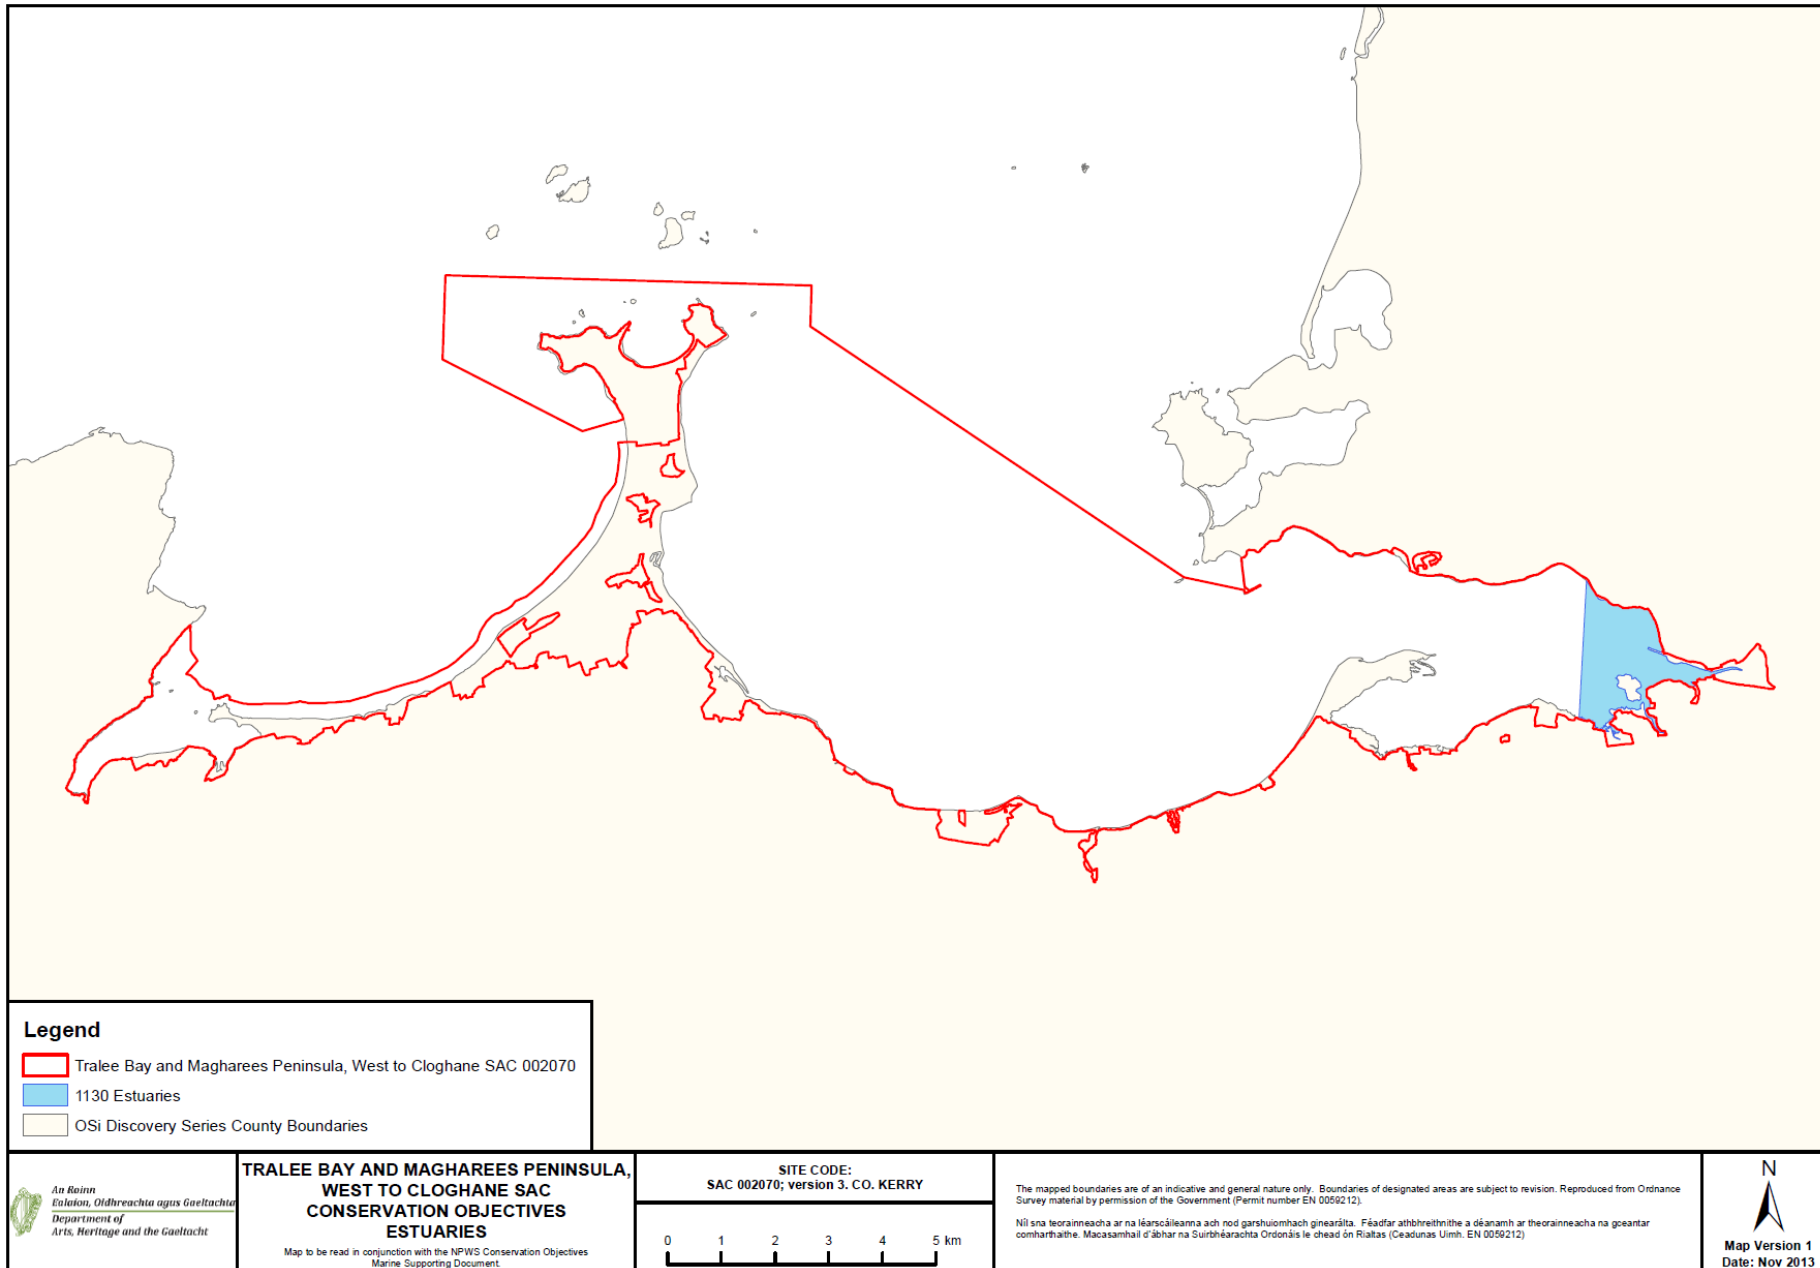 Legend
Tralee Bay and Magharees Peninsula, West to Cloghane SAC 002070
1130 Estuaries
OSi Discovery Series County Boundaries
An Roinn
Ealaíon, Oidhreachta agus Gaeltachta
Department of
Arts, Heritage and the Gaeltacht
TRALEE BAY AND MAGHAREES PENINSULA,
WEST TO CLOGHANE SAC
CONSERVATION OBJECTIVES
ESTUARIES
Map to be read in conjunction with the NPWS Conservation Objectives
Marine Supporting Document.
SITE CODE:
SAC 002070; version 3. CO. KERRY
0 1 2 3 4 5 km
The mapped boundaries are of an indicative and general nature only. Boundaries of designated areas are subject to revision. Reproduced from Ordnance
Survey material by permission of the Government (Permit number EN 0059212).
Níl sna teorainneacha ar na léarscáileanna ach nod garshuiomhach ginearálta. Féadfar athbhreithnithe a déanamh ar theorainneacha na gceantar
comharthaithe. Macasamhail d'ábhar na Suirbhéarachta Ordonáis le chead ón Rialtas (Ceadunas Uimh. EN 0059212)
N
Map Version 1
Date: Nov 2013